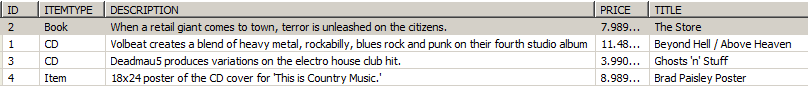 ID ITEMTYPE DESCRIPTION PRICE TITLE
2 Book When a retail giant comes to town, terror is unleashed on the citizens. 7.989... The Store
1 CD Volbeat creates a blend of heavy metal, rockabilly, blues rock and punk on their fourth studio album 11.48... Beyond Hell / Above Heaven
3 CD Deadmau5 produces variations on the electro house club hit. 3.990... Ghosts 'n' Stuff
4 Item 18x24 poster of the CD cover for 'This is Country Music.' 8.989... Brad Paisley Poster